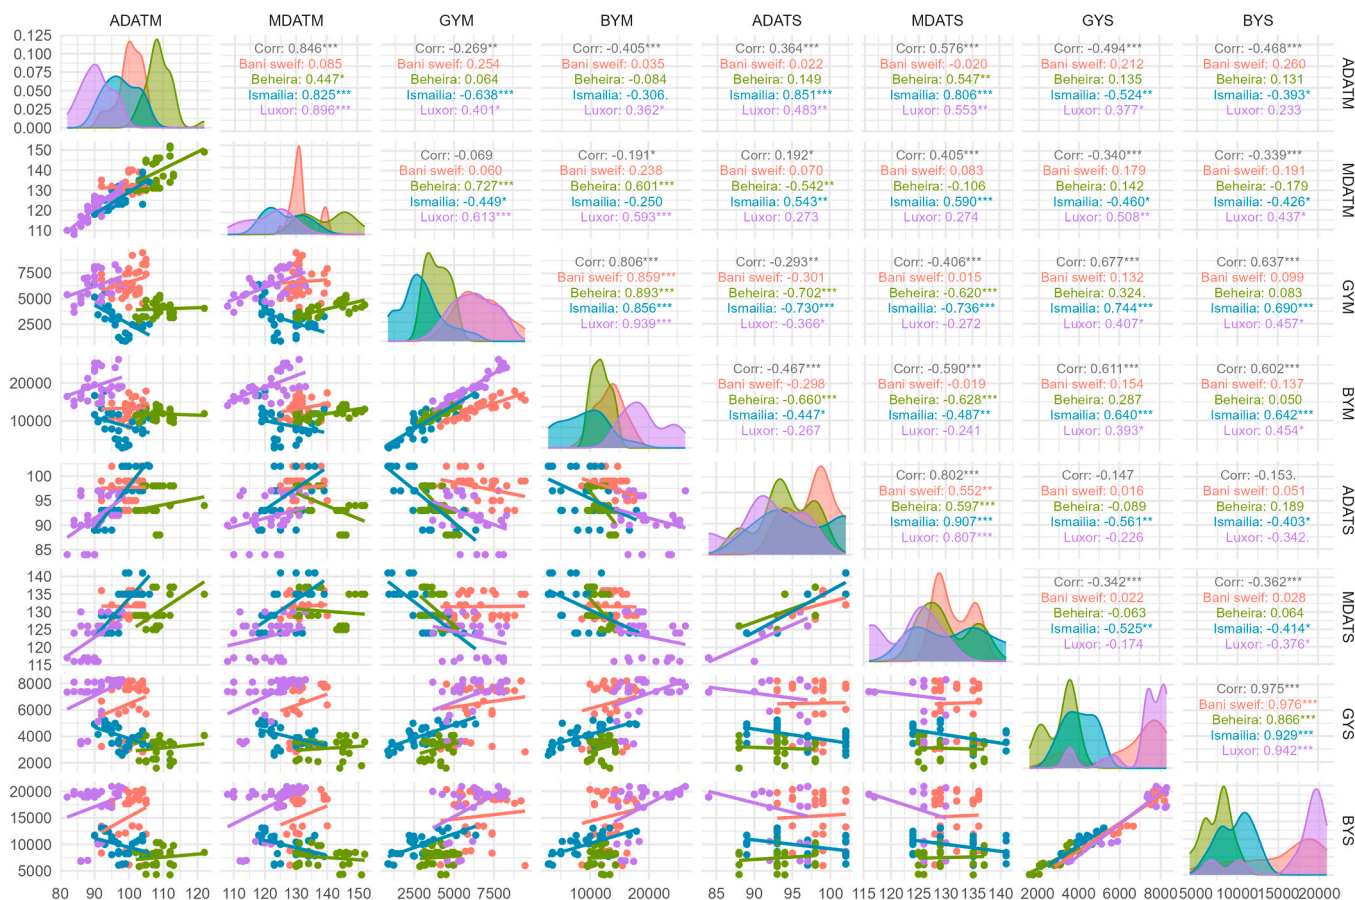 ADATM MDATM GYM BYM ADATS MDATS GYS BYS
0.125
0.100
0.075
0.050
0.025
0.000
Corr: 0.846***
Bani sweif: 0.085
Beheira: 0.447*
Ismailia: 0.825***
Luxor: 0.896***
Corr: -0.269**
Bani sweif: 0.254
Beheira: 0.064
Ismailia: -0.638***
Luxor: 0.401*
Corr: -0.405***
Bani sweif: 0.035
Beheira: -0.084
Ismailia: -0.306.
Luxor: 0.362*
Corr: 0.364***
Bani sweif: 0.022
Beheira: 0.149
Ismailia: 0.851***
Luxor: 0.483**
Corr: 0.576***
Bani sweif: -0.020
Beheira: 0.547**
Ismailia: 0.806***
Luxor: 0.553**
Corr: -0.494***
Bani sweif: 0.212
Beheira: 0.135
Ismailia: -0.524**
Luxor: 0.377*
Corr: -0.468***
Bani sweif: 0.260
Beheira: 0.131
Ismailia: -0.393*
Luxor: 0.233
ADATM
150
140
130
120
110
Corr: -0.069
Bani sweif: 0.060
Beheira: 0.727***
Ismailia: -0.449*
Luxor: 0.613***
Corr: -0.191*
Bani sweif: 0.238
Beheira: 0.601***
Ismailia: -0.250
Luxor: 0.593***
Corr: 0.192*
Bani sweif: 0.070
Beheira: -0.542**
Ismailia: 0.543**
Luxor: 0.273
Corr: 0.405***
Bani sweif: 0.083
Beheira: -0.106
Ismailia: 0.590***
Luxor: 0.274
Corr: -0.340***
Bani sweif: 0.179
Beheira: 0.142
Ismailia: -0.460*
Luxor: 0.508**
Corr: -0.339***
Bani sweif: 0.191
Beheira: -0.179
Ismailia: -0.426*
Luxor: 0.437*
MDATM
7500
5000
2500
Corr: 0.806***
Bani sweif: 0.859***
Beheira: 0.893***
Ismailia: 0.856***
Luxor: 0.939***
Corr: -0.293**
Bani sweif: -0.301
Beheira: -0.702***
Ismailia: -0.730***
Luxor: -0.366*
Corr: -0.406***
Bani sweif: 0.015
Beheira: -0.620***
Ismailia: -0.736***
Luxor: -0.272
Corr: 0.677***
Bani sweif: 0.132
Beheira: 0.324.
Ismailia: 0.744***
Luxor: 0.407*
Corr: 0.637***
Bani sweif: 0.099
Beheira: 0.083
Ismailia: 0.690***
Luxor: 0.457*
GYM
20000
10000
Corr: -0.467***
Bani sweif: -0.298
Beheira: -0.660***
Ismailia: -0.447*
Luxor: -0.267
Corr: -0.590***
Bani sweif: -0.019
Beheira: -0.628***
Ismailia: -0.487**
Luxor: -0.241
Corr: 0.611***
Bani sweif: 0.154
Beheira: 0.287
Ismailia: 0.640***
Luxor: 0.393*
Corr: 0.602***
Bani sweif: 0.137
Beheira: 0.050
Ismailia: 0.642***
Luxor: 0.454*
BYM
100
95
90
85
Corr: 0.802***
Bani sweif: 0.552**
Beheira: 0.597***
Ismailia: 0.907***
Luxor: 0.807***
Corr: -0.147
Bani sweif: 0.016
Beheira: -0.089
Ismailia: -0.561**
Luxor: -0.226
Corr: -0.153.
Bani sweif: 0.051
Beheira: 0.189
Ismailia: -0.403*
Luxor: -0.342.
ADATS
140
135
130
125
120
115
Corr: -0.342***
Bani sweif: 0.022
Beheira: -0.063
Ismailia: -0.525**
Luxor: -0.174
Corr: -0.362***
Bani sweif: 0.028
Beheira: 0.064
Ismailia: -0.414*
Luxor: -0.376*
MDATS
8000
6000
4000
2000
Corr: 0.975***
Bani sweif: 0.976***
Beheira: 0.866***
Ismailia: 0.929***
Luxor: 0.942***
GYS
20000
15000
10000
5000
BYS
80 90 100 110 120 110 120 130 140 150 2500 5000 7500 10000 20000 85 90 95 100 115 120 125 130 135 140 2000 4000 6000 8000 5000 10000 15000 20000